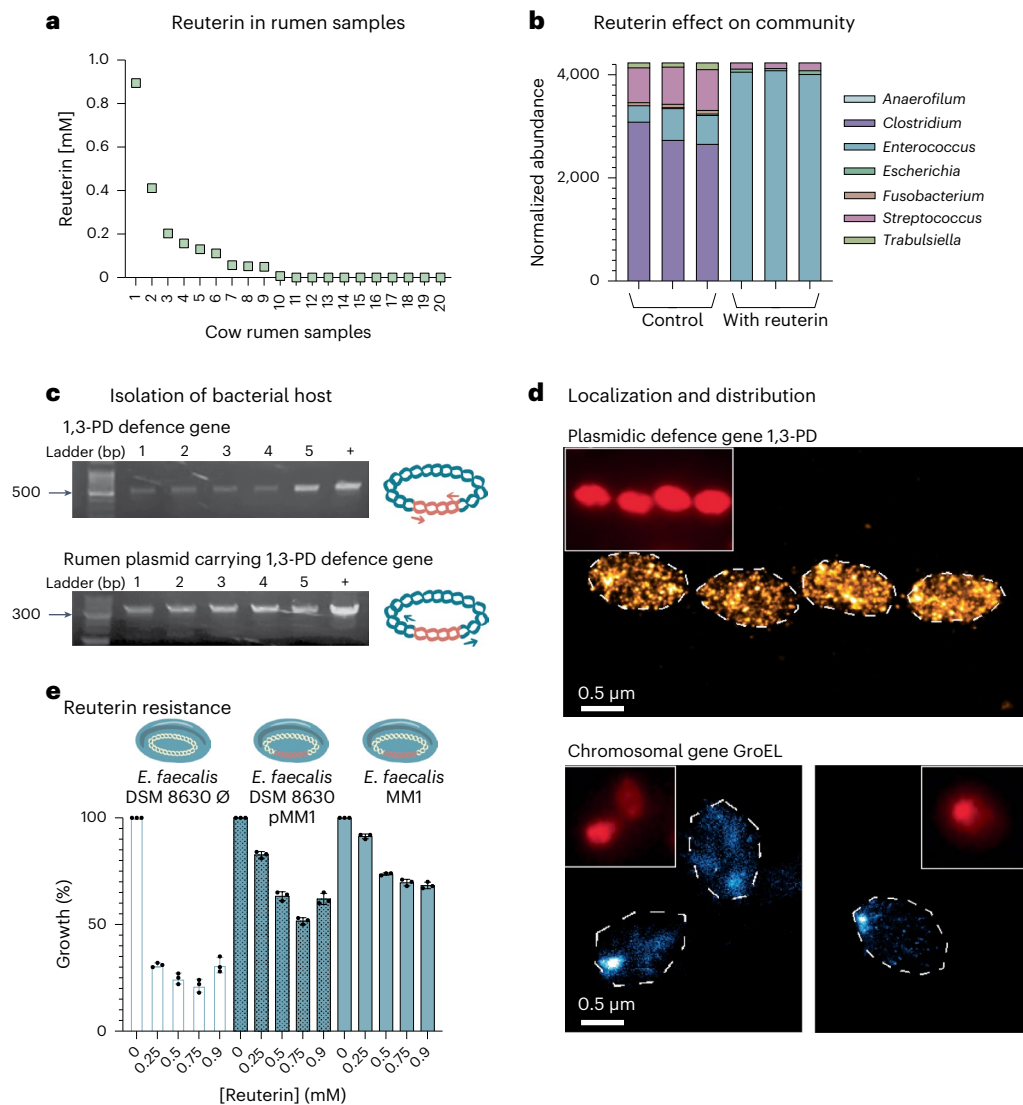 a Reuterin in rumen samples
Reuterin [mM]
1.0
0.8
0.6
0.4
0.2
0
1 2 3 4 5 6 7 8 9 10 11 12 13 14 15 16 17 18 19 20
Cow rumen samples
b Reuterin effect on community
Normalized abundance
4,000
2,000
0
Control With reuterin
Anaerofilum
Clostridium
Enterococcus
Escherichia
Fusobacterium
Streptococcus
Trabulsiella
c Isolation of bacterial host
1,3-PD defence gene
Ladder (bp) 1 2 3 4 5 +
500
Rumen plasmid carrying 1,3-PD defence gene
Ladder (bp) 1 2 3 4 5 +
300
d Localization and distribution
Plasmidic defence gene 1,3-PD
0.5 µm
Chromosomal gene GroEL
0.5 µm
e Reuterin resistance
E. faecalis
DSM 8630 Ø
E. faecalis
DSM 8630
pMM1
E. faecalis
MM1
Growth (%)
100
50
0
0 0.25 0.5 0.75 0.9 0 0.25 0.5 0.75 0.9 0 0.25 0.5 0.75 0.9
[Reuterin] (mM)